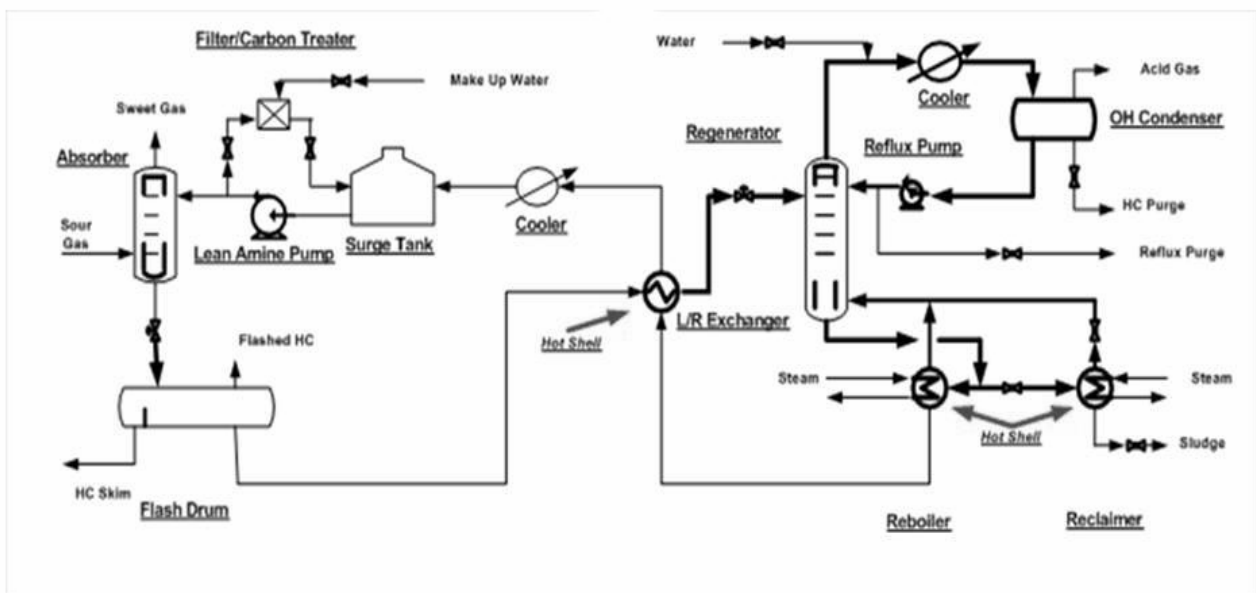 Filter/Carbon Treater
Make Up Water
Sweet Gas
Absorber
Sour
Gas
Lean Amine Pump
Surge Tank
Cooler
Flashed HC
HC Skim
Flash Drum
Water
Cooler
Acid Gas
OH Condenser
Regenerator
Reflux Pump
HC Purge
Reflux Purge
L/R Exchanger
Hot Shell
Steam
Steam
Hot Shell
Sludge
Reboiler
Reclaimer